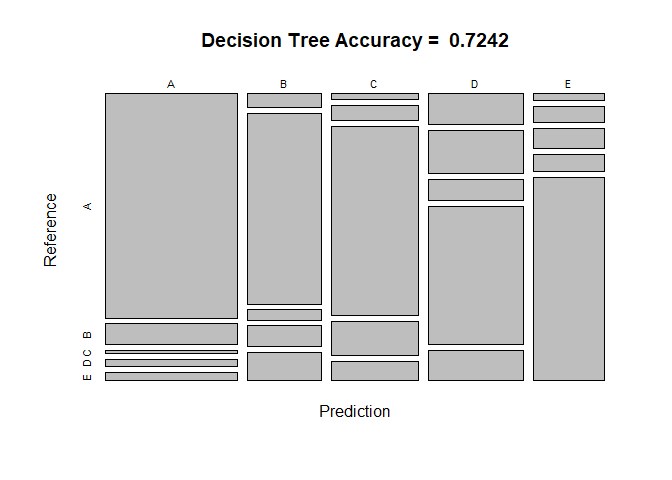 Decision Tree Accuracy = 0.7242
A B C D E
Reference
A
B
C
D
E
Prediction